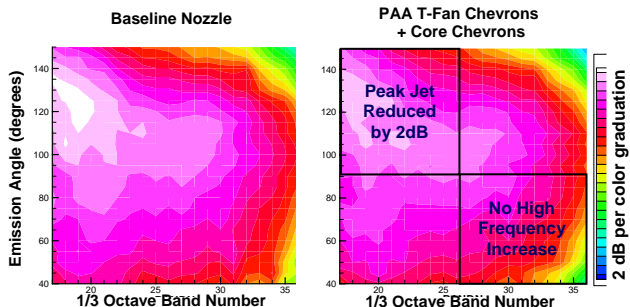 Baseline Nozzle
PAA T-Fan Chevrons
+ Core Chevrons
Emission Angle (degrees)
140
120
100
80
60
40
20
30
35
1/3 Octave Band Number
140
120
100
80
60
40
Peak Jet
Reduced
by 2dB
No High
Frequency
Increase
20
30
35
1/3 Octave Band Number
2 dB per color graduation